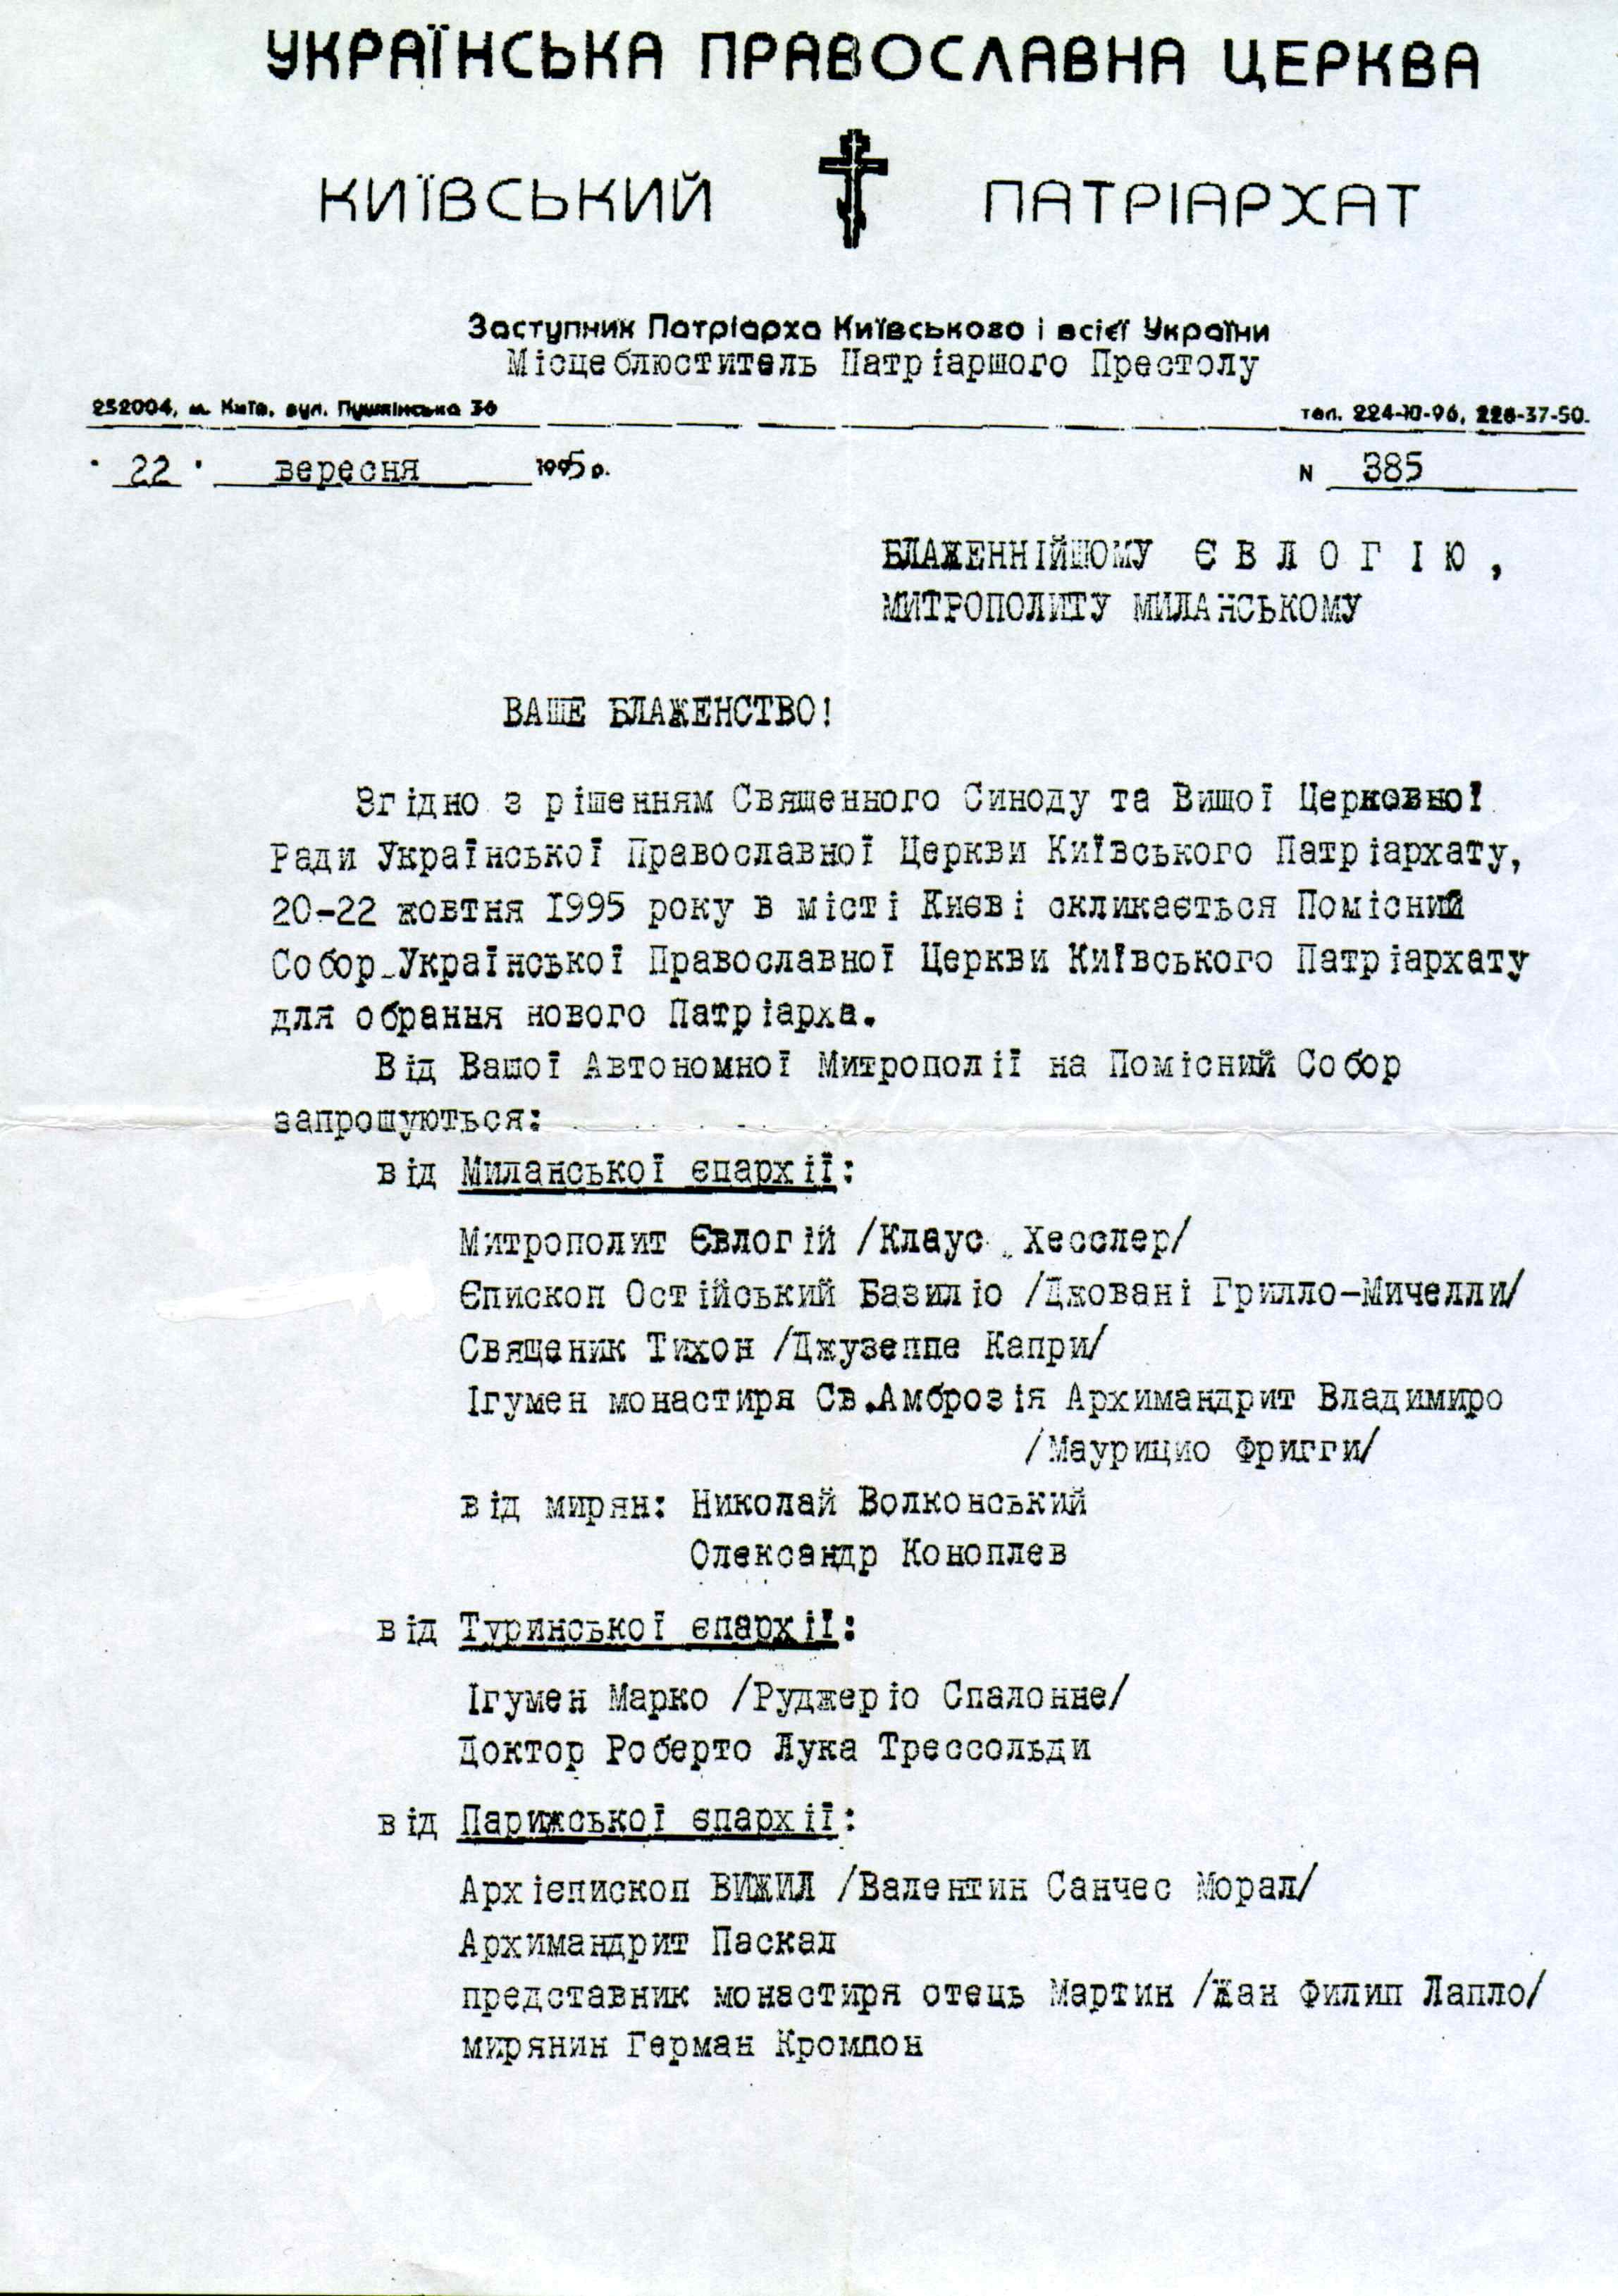 УКРАЇНСЬКА ПРАВОСЛАВНА ЦЕРКВА
КИЇВСЬКИЙ ПАТРІАРХАТ
Заступник Патріарха Київського і всієї України
Місцеблюститель Патріаршого Престолу
252004, м. Київ, вул. Пушкінська 36 тел. 224-10-96, 228-37-50.
" 22 " вересня 1995 р. N 385
БЛАЖЕННІЙШОМУ Є В Л О Г І Ю ,
МИТРОПОЛИТУ МИЛАНСЬКОМУ
ВАШЕ БЛАЖЕНСТВО!
Згідно з рішенням Священного Синоду та Вищої Церковної
Ради Української Православної Церкви Київського Патріархату,
20-22 жовтня 1995 року в місті Києві скликається Помісний
Собор Української Православної Церкви Київського Патріархату
для обрання нового Патріарха.
Від Вашої Автономної Митрополії на Помісний Собор
запрошуються:
від Миланської єпархії:
Митрополит Євлогій /Клаус Хесслер/
Єпископ Остійський Базиліо /Джовані Грилло-Мичелли/
Священик Тихон /Джузеппе Капри/
Ігумен монастиря Св.Амброзія Архимандрит Владимиро
/Маурицио Фригги/
від мирян: Николай Волконський
Олександр Коноплев
від Туринської єпархії:
Ігумен Марко /Руджеріо Спалонне/
Доктор Роберто Лука Трессольди
від Парижської єпархії:
Архієпископ ВИЖИЛ /Валентин Санчес Морал/
Архимандрит Паскал
представник монастиря отець Мартин /Жан Филип Лапло/
мирянин Герман Кромпон